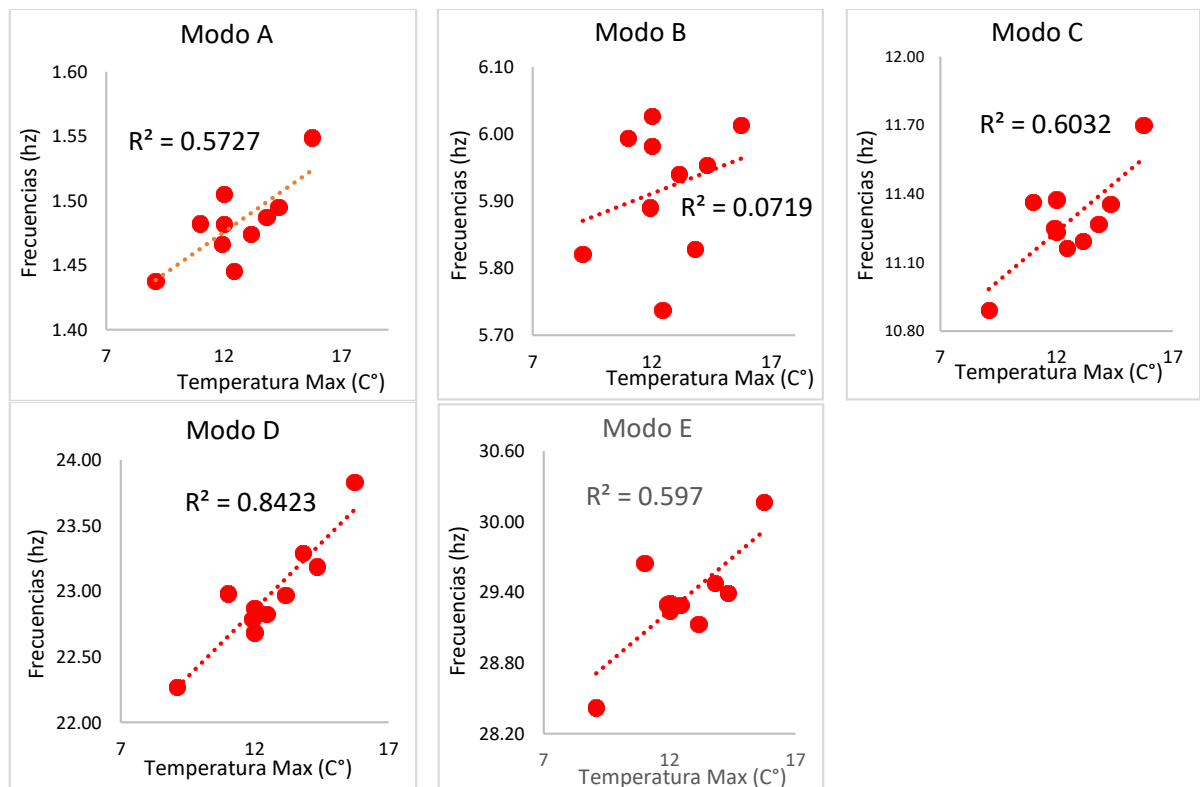 Modo A
1.60
1.55
1.50
1.45
1.40
Frecuencias (hz)
R² = 0.5727
7
12
17
Temperatura Max (C°)
Modo B
6.10
6.00
5.90
5.80
5.70
Frecuencias (hz)
R² = 0.0719
7
12
17
Temperatura Max (C°)
Modo C
12.00
11.70
11.40
11.10
10.80
Frecuencias (hz)
R² = 0.6032
7
12
17
Temperatura Max (C°)
Modo D
24.00
23.50
23.00
22.50
22.00
Frecuencias (hz)
R² = 0.8423
7
12
17
Temperatura Max (C°)
Modo E
30.60
30.00
29.40
28.80
28.20
Frecuencias (hz)
R² = 0.597
7
12
17
Temperatura Max (C°)